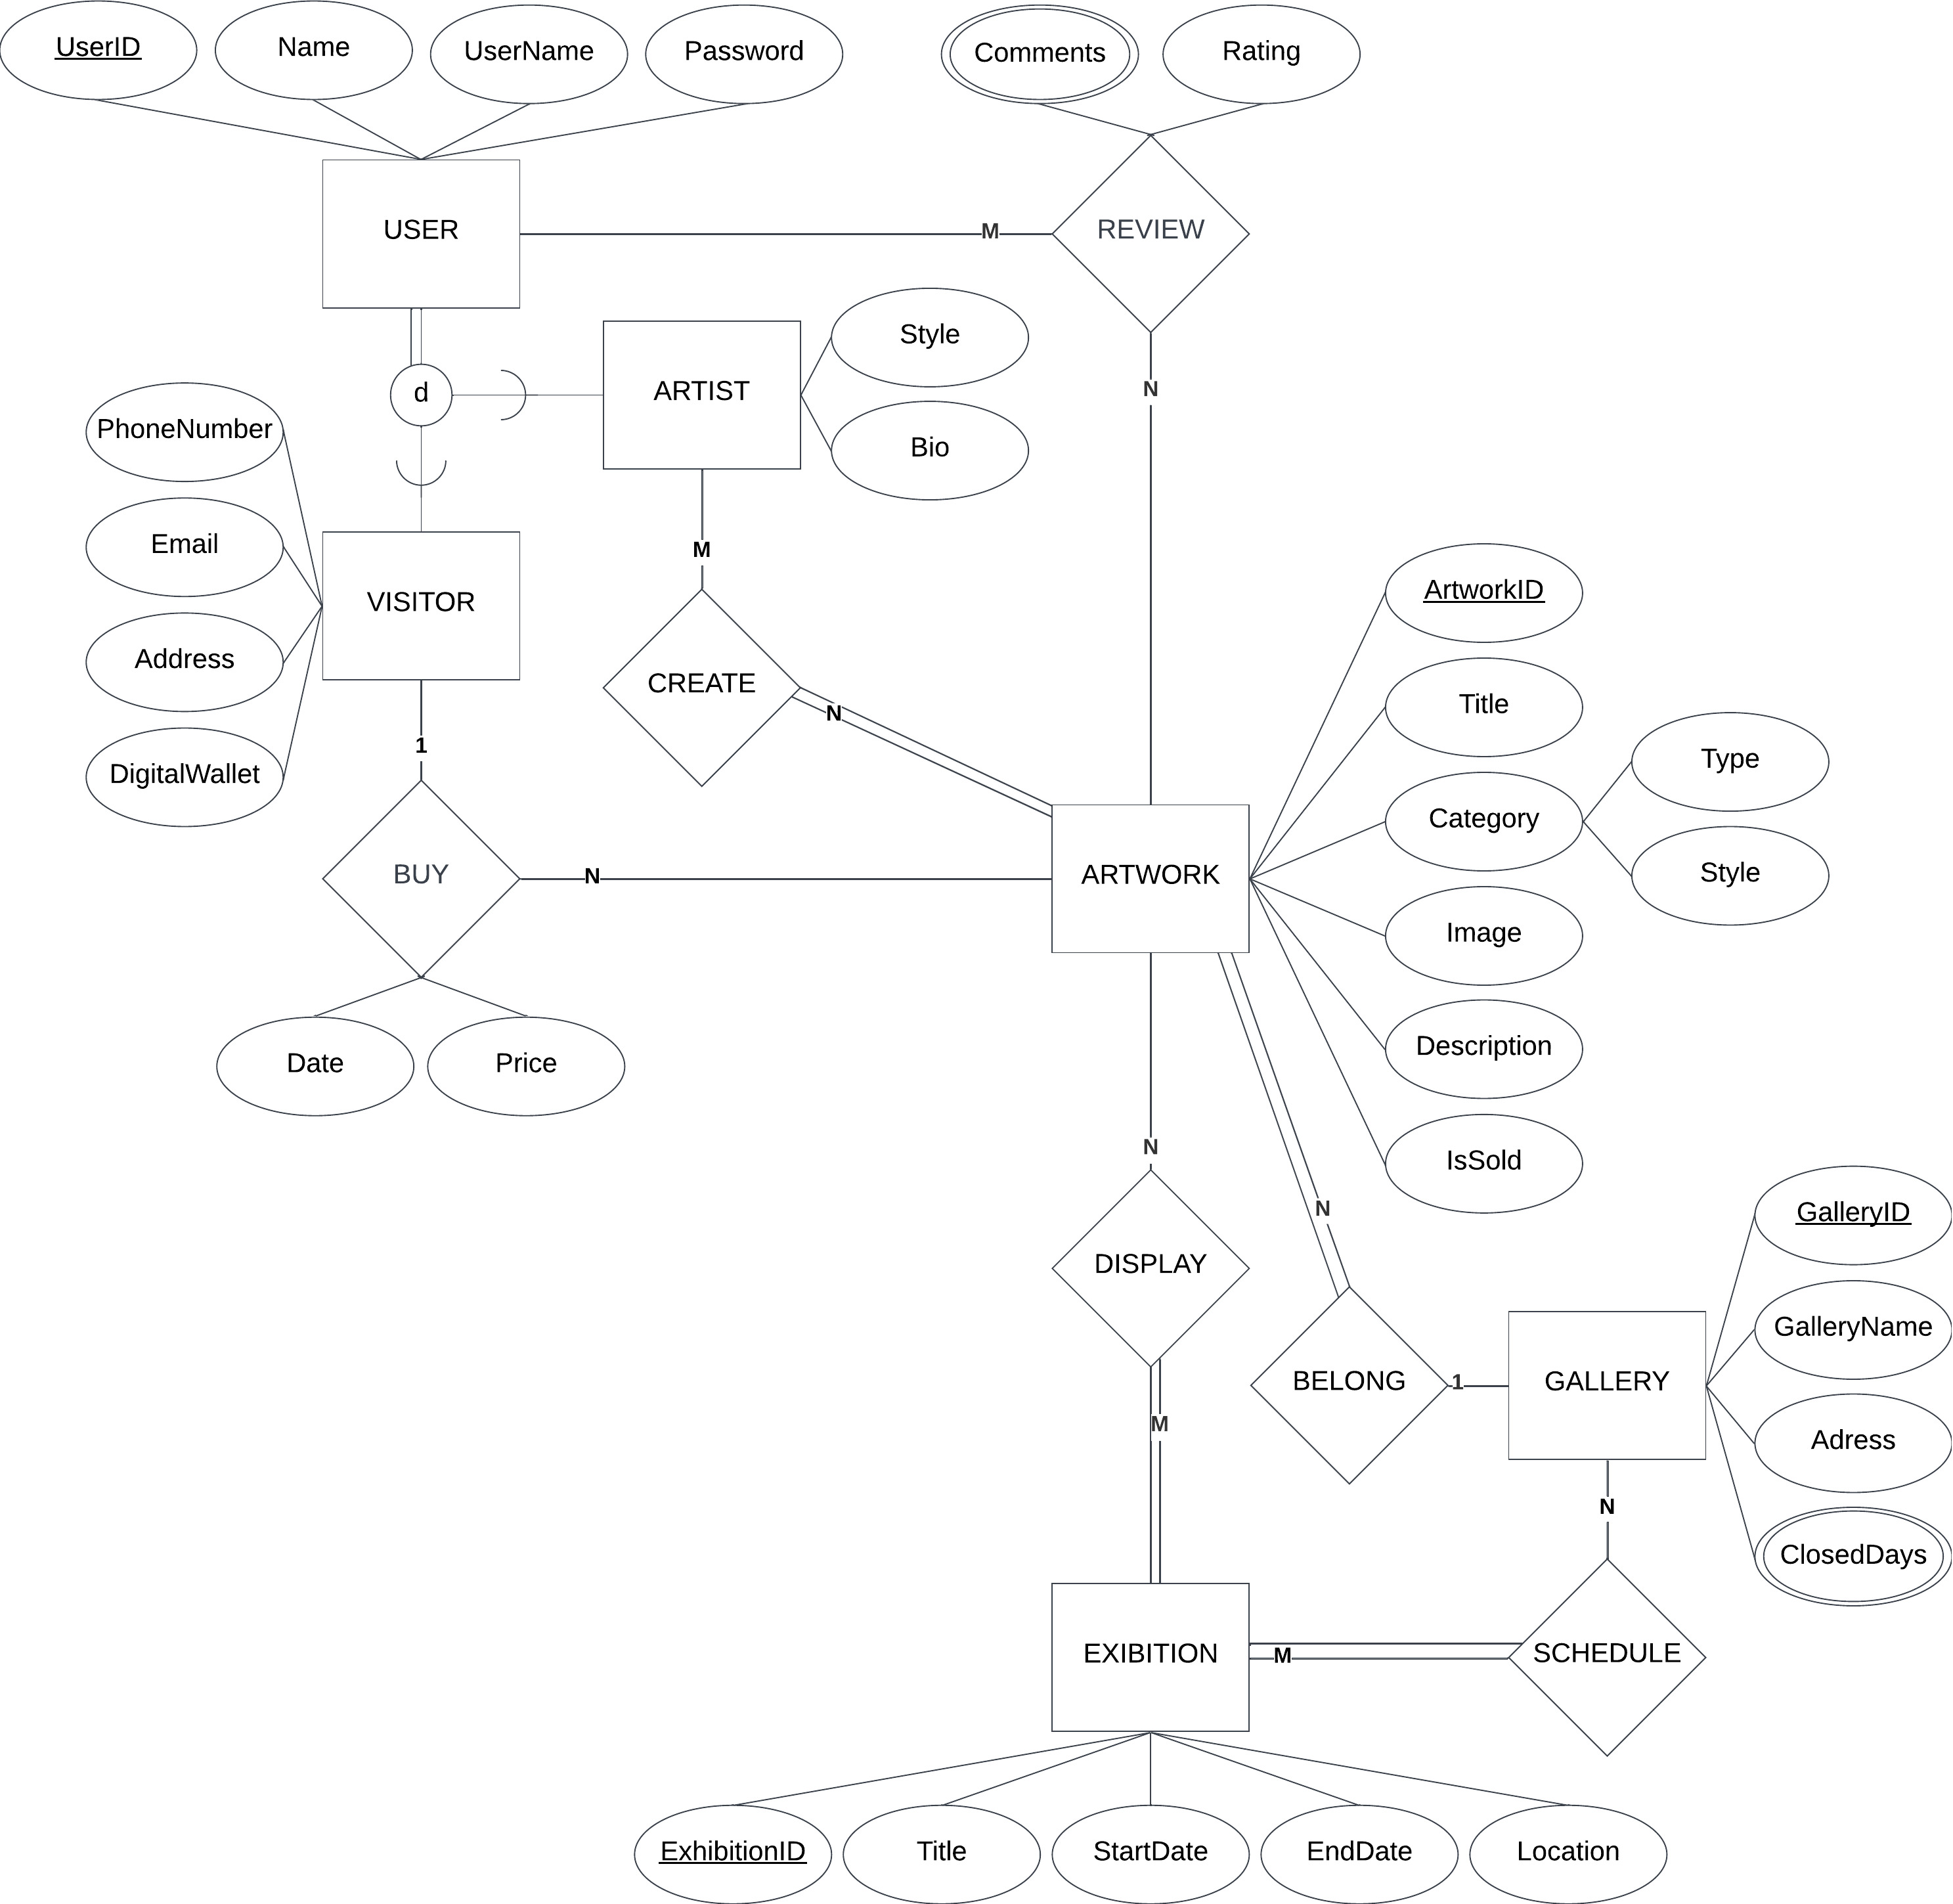 UserID
Name
UserName
Password
Comments
Rating
USER
M
REVIEW
Style
ARTIST
d
N
PhoneNumber
Bio
Email
M
VISITOR
ArtworkID
Address
CREATE
Title
N
1
Type
DigitalWallet
Category
BUY
N
ARTWORK
Style
Image
Date
Price
Description
N
IsSold
N
GalleryID
DISPLAY
GalleryName
BELONG
1
GALLERY
M
Adress
N
ClosedDays
EXIBITION
M
SCHEDULE
ExhibitionID
Title
StartDate
EndDate
Location